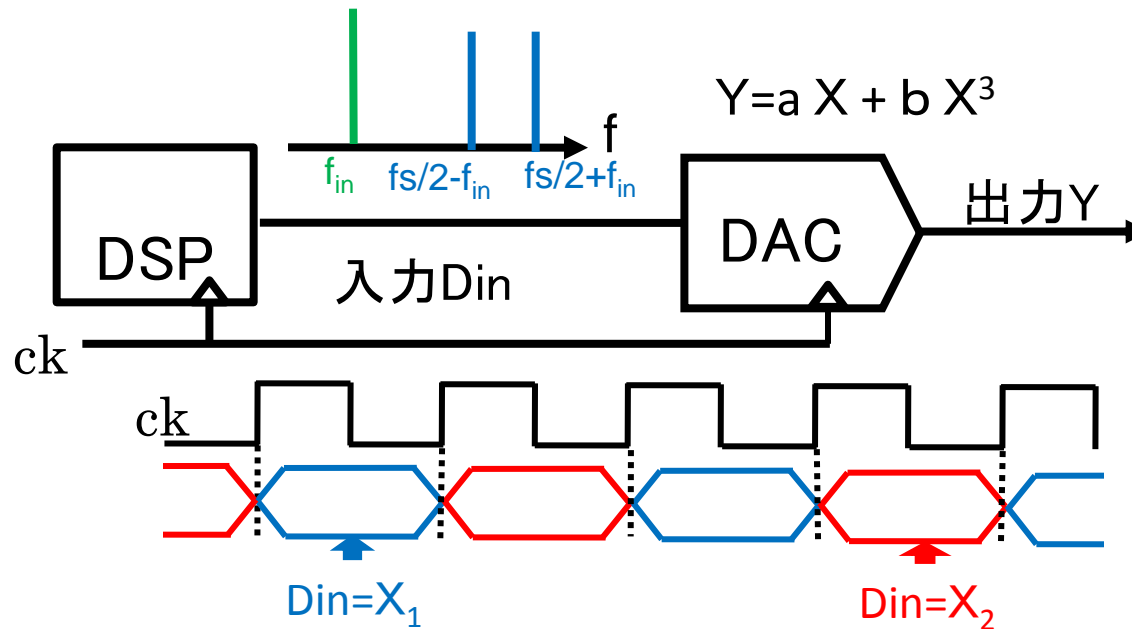 Y=a X + b X³
f
f_in
fs/2-f_in
fs/2+f_in
DSP
DAC
出力Y
入力Din
ck
ck
Din=X₁
Din=X₂